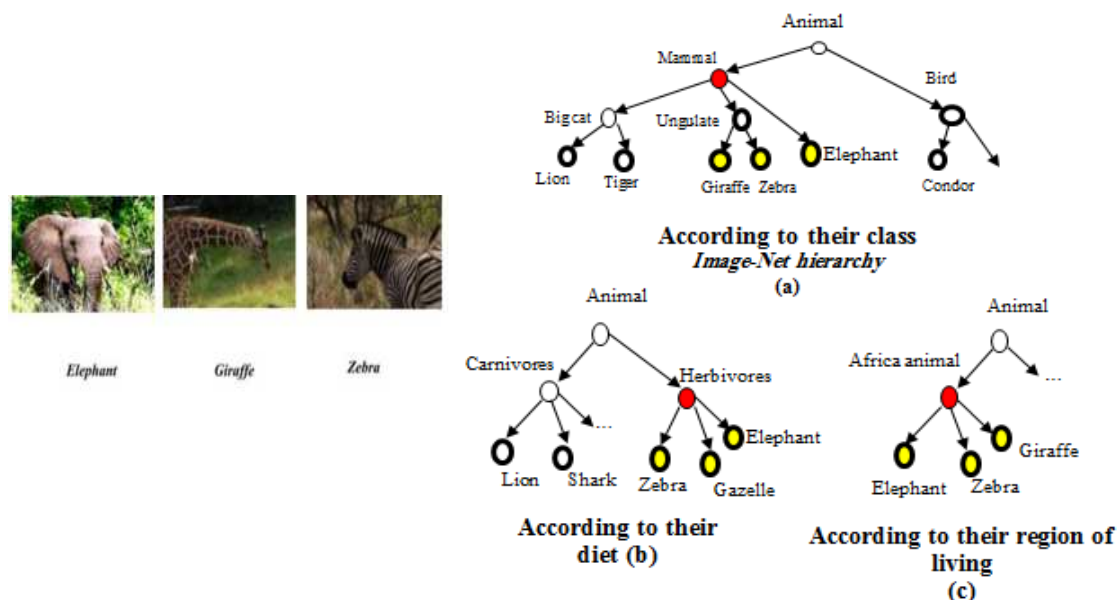 Animal
Mammal
Bird
Bigcat
Ungulate
Elephant
Lion
Tiger
Giraffe
Zebra
Condor
According to their class
Image-Net hierarchy
(a)
Elephant
Giraffe
Zebra
Animal
Carnivores
Herbivores
...
Elephant
Lion
Shark
Zebra
Gazelle
According to their
diet (b)
Animal
Africa animal
...
Giraffe
Elephant
Zebra
According to their region of
living
(c)